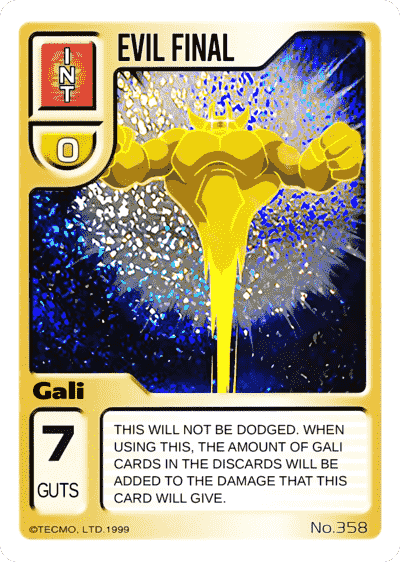 EVIL FINAL
INT
0
Gali
7
GUTS
THIS WILL NOT BE DODGED. WHEN
USING THIS, THE AMOUNT OF GALI
CARDS IN THE DISCARDS WILL BE
ADDED TO THE DAMAGE THAT THIS
CARD WILL GIVE.
©TECMO, LTD.1999
No.358